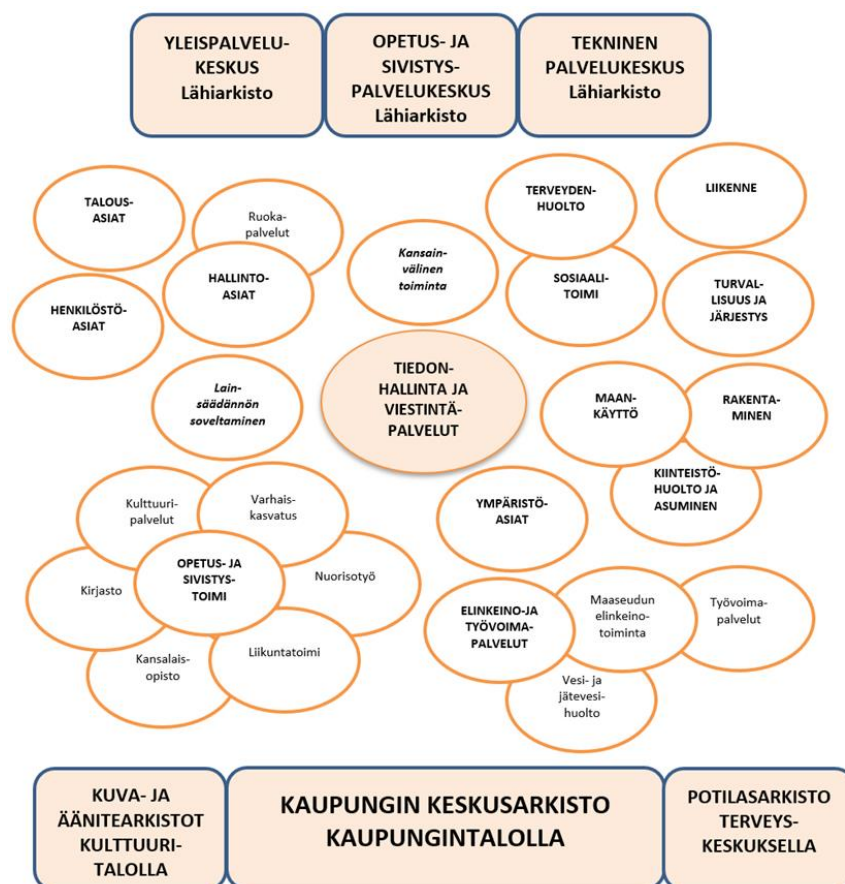 YLEISPALVELU-
KESKUS
Lähiarkisto
OPETUS- JA
SIVISTYS-
PALVELUKESKUS
Lähiarkisto
TEKNINEN
PALVELUKESKUS
Lähiarkisto
TALOUS-
ASIAT
Ruoka-
palvelut
HALLINTO-
ASIAT
HENKILÖSTÖ-
ASIAT
Kansain-
välinen
toiminta
TERVEYDEN-
HUOLTO
SOSIAALI-
TOIMI
LIIKENNE
TURVAL-
LISUUS JA
JÄRJESTYS
Lain-
säädännön
soveltaminen
TIEDON-
HALLINTA JA
VIESTINTÄ-
PALVELUT
MAAN-
KÄYTTÖ
RAKENTA-
MINEN
KIINTEISTÖ-
HUOLTO JA
ASUMINEN
YMPÄRISTÖ-
ASIAT
Kulttuuri-
palvelut
Varhais-
kasvatus
OPETUS- JA
SIVISTYS-
TOIMI
Nuorisotyö
Kirjasto
Kansalais-
opisto
Liikuntatoimi
ELINKEINO-JA
TYÖVOIMA-
PALVELUT
Maaseudun
elinkeino-
toiminta
Työvoima-
palvelut
Vesi- ja
jätevesi-
huolto
KUVA- JA
ÄÄNITEARKISTOT
KULTTUURI-
TALOLLA
KAUPUNGIN KESKUSARKISTO
KAUPUNGINTALOLLA
POTILASARKISTO
TERVEYS-
KESKUKSELLA